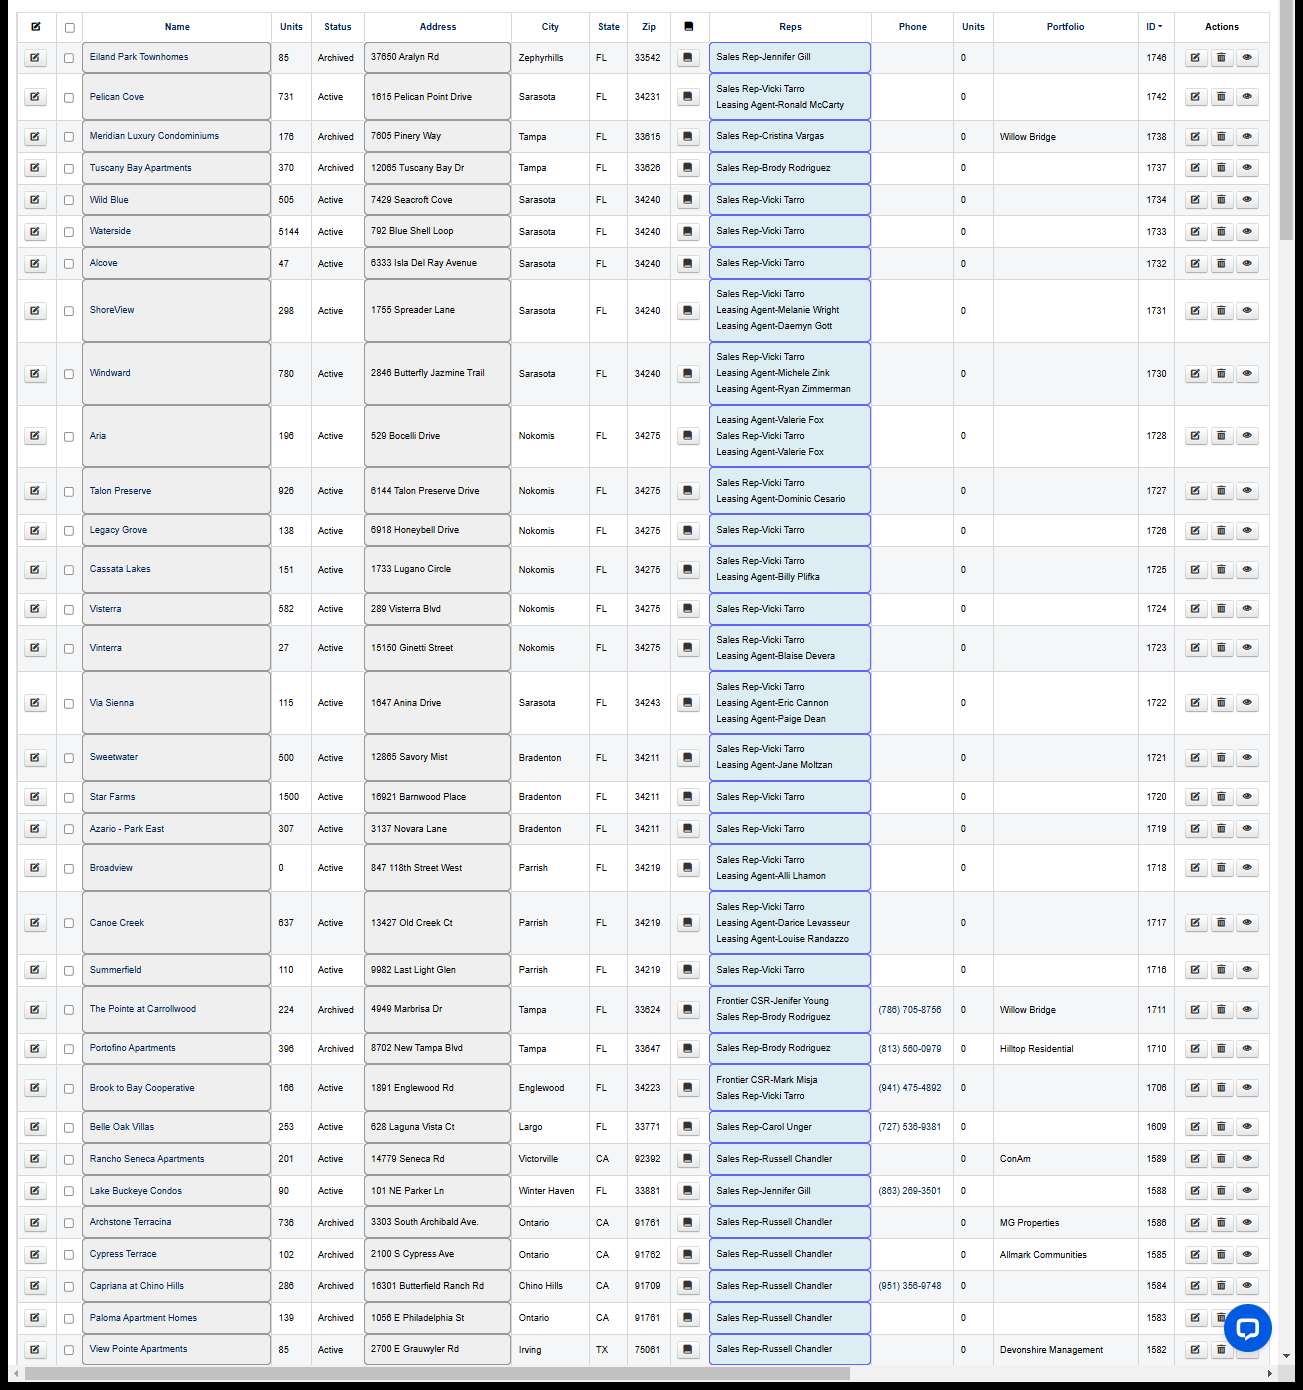 Name Units Status Address City State Zip Reps Phone Units Portfolio ID Actions
Eiland Park Townhomes 85 Archived 37650 Aralyn Rd Zephyrhills FL 33542 Sales Rep-Jennifer Gill 0 1746
Pelican Cove 731 Active 1615 Pelican Point Drive Sarasota FL 34231 Sales Rep-Vicki Tarro 0 1742
Leasing Agent-Ronald McCarty
Meridian Luxury Condominiums 176 Archived 7605 Pinery Way Tampa FL 33615 Sales Rep-Cristina Vargas 0 Willow Bridge 1738
Tuscany Bay Apartments 370 Archived 12065 Tuscany Bay Dr Tampa FL 33626 Sales Rep-Brody Rodriguez 0 1737
Wild Blue 505 Active 7429 Seacroft Cove Sarasota FL 34240 Sales Rep-Vicki Tarro 0 1734
Waterside 5144 Active 792 Blue Shell Loop Sarasota FL 34240 Sales Rep-Vicki Tarro 0 1733
Alcove 47 Active 6333 Isla Del Ray Avenue Sarasota FL 34240 Sales Rep-Vicki Tarro 0 1732
Sales Rep-Vicki Tarro
ShoreView 298 Active 1755 Spreader Lane Sarasota FL 34240 Leasing Agent-Melanie Wright 0 1731
Leasing Agent-Daemyn Gott
Sales Rep-Vicki Tarro
Windward 780 Active 2846 Butterfly Jazmine Trail Sarasota FL 34240 Leasing Agent-Michele Zink 0 1730
Leasing Agent-Ryan Zimmerman
Leasing Agent-Valerie Fox
Aria 196 Active 529 Bocelli Drive Nokomis FL 34275 Sales Rep-Vicki Tarro 0 1728
Leasing Agent-Valerie Fox
Talon Preserve 926 Active 6144 Talon Preserve Drive Nokomis FL 34275 Sales Rep-Vicki Tarro 0 1727
Leasing Agent-Dominic Cesario
Legacy Grove 138 Active 6918 Honeybell Drive Nokomis FL 34275 Sales Rep-Vicki Tarro 0 1726
Cassata Lakes 151 Active 1733 Lugano Circle Nokomis FL 34275 Sales Rep-Vicki Tarro 0 1725
Leasing Agent-Billy Plifka
Visterra 582 Active 289 Visterra Blvd Nokomis FL 34275 Sales Rep-Vicki Tarro 0 1724
Vinterra 27 Active 15150 Ginetti Street Nokomis FL 34275 Sales Rep-Vicki Tarro 0 1723
Leasing Agent-Blaise Devera
Sales Rep-Vicki Tarro
Via Sienna 115 Active 1647 Anina Drive Sarasota FL 34243 Leasing Agent-Eric Cannon 0 1722
Leasing Agent-Paige Dean
Sweetwater 500 Active 12865 Savory Mist Bradenton FL 34211 Sales Rep-Vicki Tarro 0 1721
Leasing Agent-Jane Moltzan
Star Farms 1500 Active 16921 Barnwood Place Bradenton FL 34211 Sales Rep-Vicki Tarro 0 1720
Azario - Park East 307 Active 3137 Novara Lane Bradenton FL 34211 Sales Rep-Vicki Tarro 0 1719
Broadview 0 Active 847 118th Street West Parrish FL 34219 Sales Rep-Vicki Tarro 0 1718
Leasing Agent-Alli Lhamon
Sales Rep-Vicki Tarro
Canoe Creek 637 Active 13427 Old Creek Ct Parrish FL 34219 Leasing Agent-Darice Levasseur 0 1717
Leasing Agent-Louise Randazzo
Summerfield 110 Active 9982 Last Light Glen Parrish FL 34219 Sales Rep-Vicki Tarro 0 1716
The Pointe at Carrollwood 224 Archived 4949 Marbrisa Dr Tampa FL 33624 Frontier CSR-Jenifer Young (786) 705-8756 0 Willow Bridge 1711
Sales Rep-Brody Rodriguez
Portofino Apartments 396 Archived 8702 New Tampa Blvd Tampa FL 33647 Sales Rep-Brody Rodriguez (813) 560-0979 0 Hilltop Residential 1710
Brook to Bay Cooperative 166 Active 1891 Englewood Rd Englewood FL 34223 Frontier CSR-Mark Misja (941) 475-4892 0 1706
Sales Rep-Vicki Tarro
Belle Oak Villas 253 Active 628 Laguna Vista Ct Largo FL 33771 Sales Rep-Carol Unger (727) 536-9381 0 1609
Rancho Seneca Apartments 201 Active 14779 Seneca Rd Victorville CA 92392 Sales Rep-Russell Chandler 0 ConAm 1589
Lake Buckeye Condos 90 Active 101 NE Parker Ln Winter Haven FL 33881 Sales Rep-Jennifer Gill (863) 269-3501 0 1588
Archstone Terracina 736 Archived 3303 South Archibald Ave. Ontario CA 91761 Sales Rep-Russell Chandler 0 MG Properties 1586
Cypress Terrace 102 Archived 2100 S Cypress Ave Ontario CA 91762 Sales Rep-Russell Chandler 0 Allmark Communities 1585
Capriana at Chino Hills 286 Archived 16301 Butterfield Ranch Rd Chino Hills CA 91709 Sales Rep-Russell Chandler (951) 356-9748 0 1584
Paloma Apartment Homes 139 Archived 1056 E Philadelphia St Ontario CA 91761 Sales Rep-Russell Chandler 0 1583
View Pointe Apartments 85 Active 2700 E Grauwyler Rd Irving TX 75061 Sales Rep-Russell Chandler 0 Devonshire Management 1582